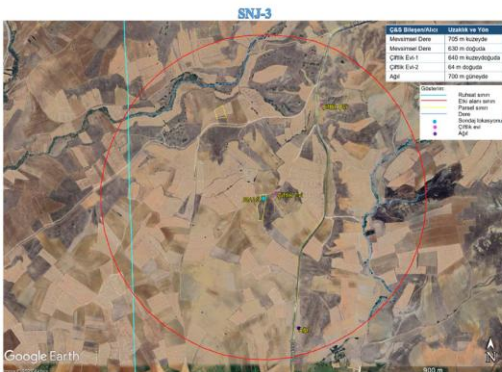 SNJ-3
Ç&S Bileşen/Alıcı Uzaklık ve Yön
Mevsimsel Dere 705 m kuzeyde
Mevsimsel Dere 630 m doğuda
Çiftlik Evi-1 640 m kuzeydoğuda
Çiftlik Evi-2 64 m doğuda
Ağıl 700 m güneyde
Gösterim
Ruhsat sınırı
Etki alanı sınırı
Parsel sınırı
Dere
Sondaj lokasyonu
Çiftlik evi
Ağıl
Google Earth
N
900 m